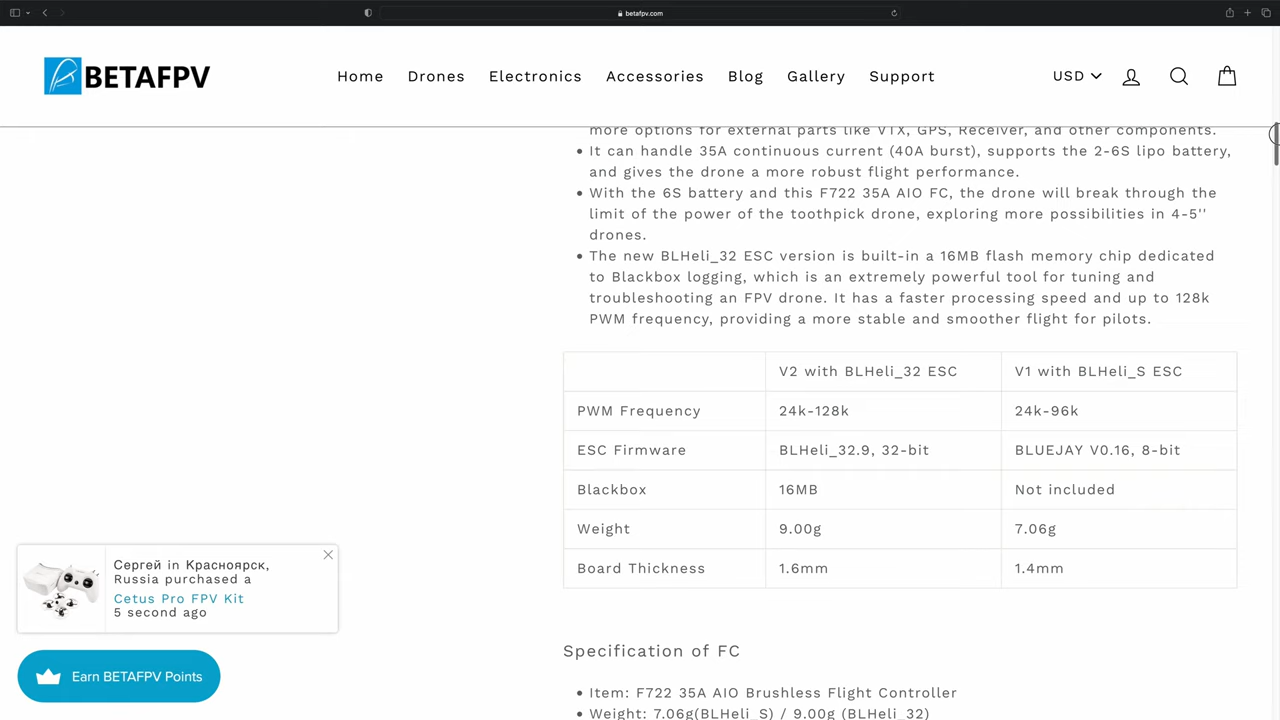 betafpv.com
BETAFPV
Home Drones Electronics Accessories Blog Gallery Support
USD
more options for external parts like VTX, GPS, Receiver, and other components.
It can handle 35A continuous current (40A burst), supports the 2-6S lipo battery,
and gives the drone a more robust flight performance.
With the 6S battery and this F722 35A AIO FC, the drone will break through the
limit of the power of the toothpick drone, exploring more possibilities in 4-5''
drones.
The new BLHeli_32 ESC version is built-in a 16MB flash memory chip dedicated
to Blackbox logging, which is an extremely powerful tool for tuning and
troubleshooting an FPV drone. It has a faster processing speed and up to 128k
PWM frequency, providing a more stable and smoother flight for pilots.
V2 with BLHeli_32 ESC V1 with BLHeli_S ESC
PWM Frequency 24k-128k 24k-96k
ESC Firmware BLHeli_32.9, 32-bit BLUEJAY V0.16, 8-bit
Blackbox 16MB Not included
Weight 9.00g 7.06g
Board Thickness 1.6mm 1.4mm
Сергей in Красноярск,
Russia purchased a
Cetus Pro FPV Kit
5 second ago
Earn BETAFPV Points
Specification of FC
Item: F722 35A AIO Brushless Flight Controller
Weight: 7.06g(BLHeli_S) / 9.00g (BLHeli_32)